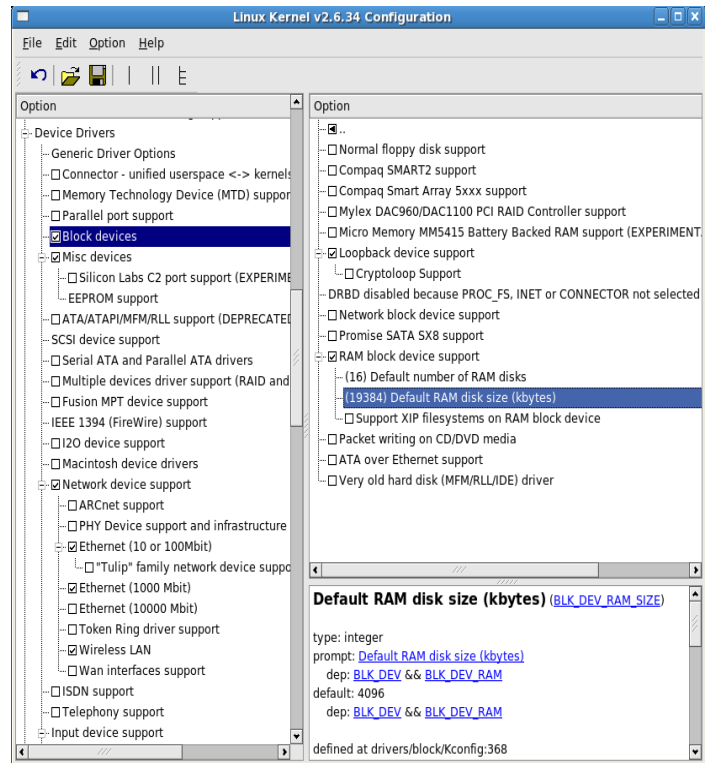 Linux Kernel v2.6.34 Configuration
File Edit Option Help
Option
Device Drivers
Generic Driver Options
Connector - unified userspace <-> kernels
Memory Technology Device (MTD) suppor
Parallel port support
Block devices
Misc devices
Silicon Labs C2 port support (EXPERIME
EEPROM support
ATA/ATAPI/MFM/RLL support (DEPRECATED
SCSI device support
Serial ATA and Parallel ATA drivers
Multiple devices driver support (RAID and
Fusion MPT device support
IEEE 1394 (FireWire) support
I2O device support
Macintosh device drivers
Network device support
ARCnet support
PHY Device support and infrastructure
Ethernet (10 or 100Mbit)
"Tulip" family network device suppo
Ethernet (1000 Mbit)
Ethernet (10000 Mbit)
Token Ring driver support
Wireless LAN
Wan interfaces support
ISDN support
Telephony support
Input device support
Option
..
Normal floppy disk support
Compaq SMART2 support
Compaq Smart Array 5xxx support
Mylex DAC960/DAC1100 PCI RAID Controller support
Micro Memory MM5415 Battery Backed RAM support (EXPERIMENT.
Loopback device support
Cryptoloop Support
DRBD disabled because PROC_FS, INET or CONNECTOR not selected
Network block device support
Promise SATA SX8 support
RAM block device support
(16) Default number of RAM disks
(19384) Default RAM disk size (kbytes)
Support XIP filesystems on RAM block device
Packet writing on CD/DVD media
ATA over Ethernet support
Very old hard disk (MFM/RLL/IDE) driver
Default RAM disk size (kbytes) (BLK_DEV_RAM_SIZE)
type: integer
prompt: Default RAM disk size (kbytes)
dep: BLK_DEV && BLK_DEV_RAM
default: 4096
dep: BLK_DEV && BLK_DEV_RAM
defined at drivers/block/Kconfig:368